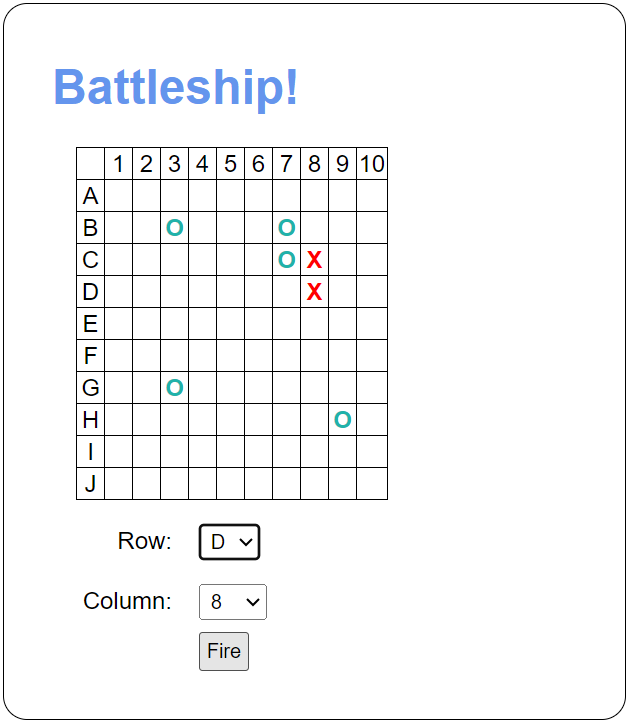 Battleship!
1 2 3 4 5 6 7 8 9 10
A
B O O
C O X
D X
E
F
G O
H O
I
J
Row: D
Column: 8
Fire